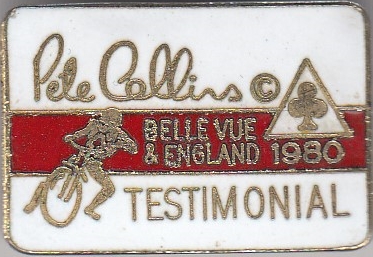 Pete Collins ©
BELLE VUE
& ENGLAND 1980
TESTIMONIAL